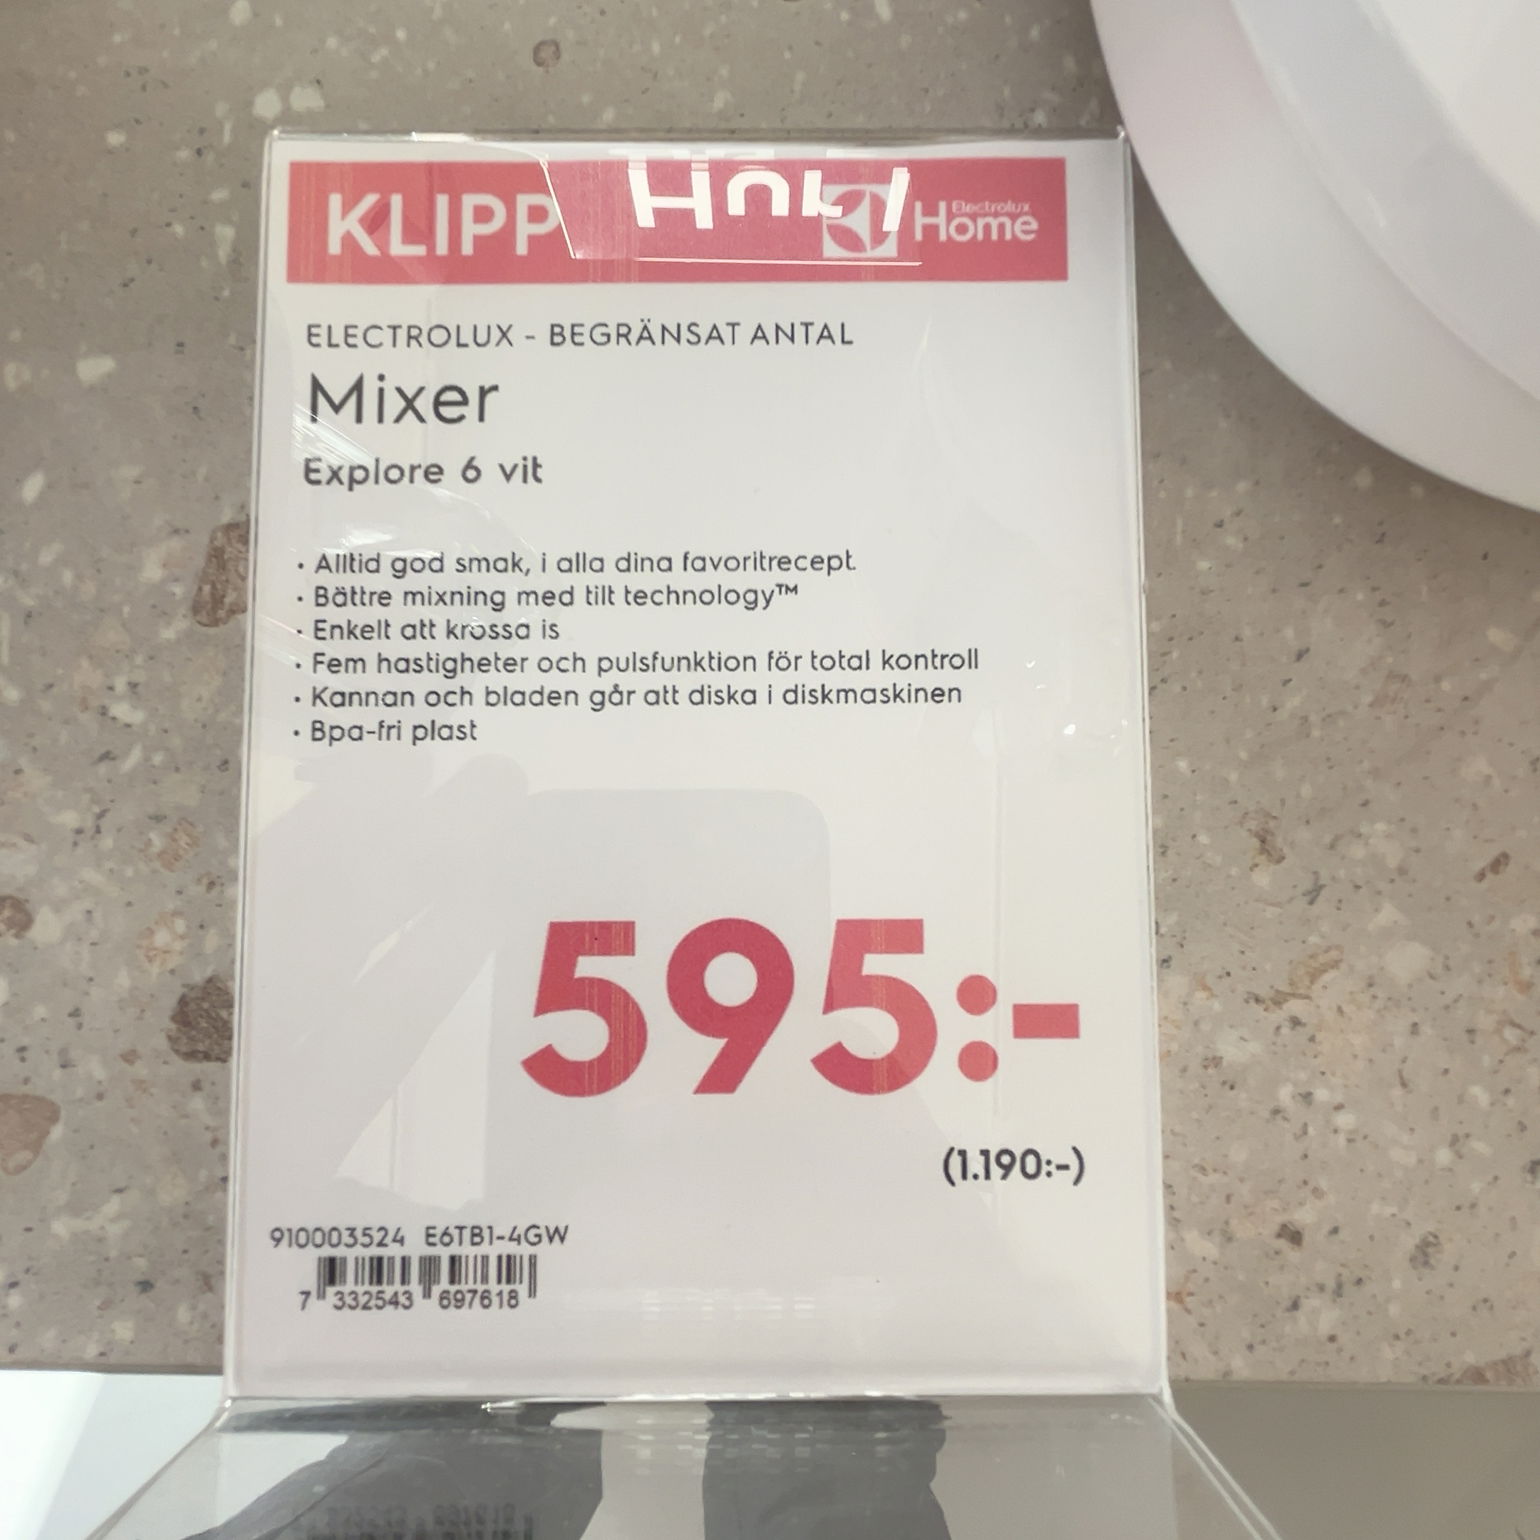 KLIPP
Electrolux
Home
ELECTROLUX - BEGRÄNSAT ANTAL
Mixer
Explore 6 vit
• Alltid god smak, i alla dina favoritrecept
• Bättre mixning med tilt technology™
• Enkelt att krossa is
• Fem hastigheter och pulsfunktion för total kontroll
• Kannan och bladen går att diska i diskmaskinen
• Bpa-fri plast
595:-
(1.190:-)
910003524 E6TB1-4GW
7 332543 697618